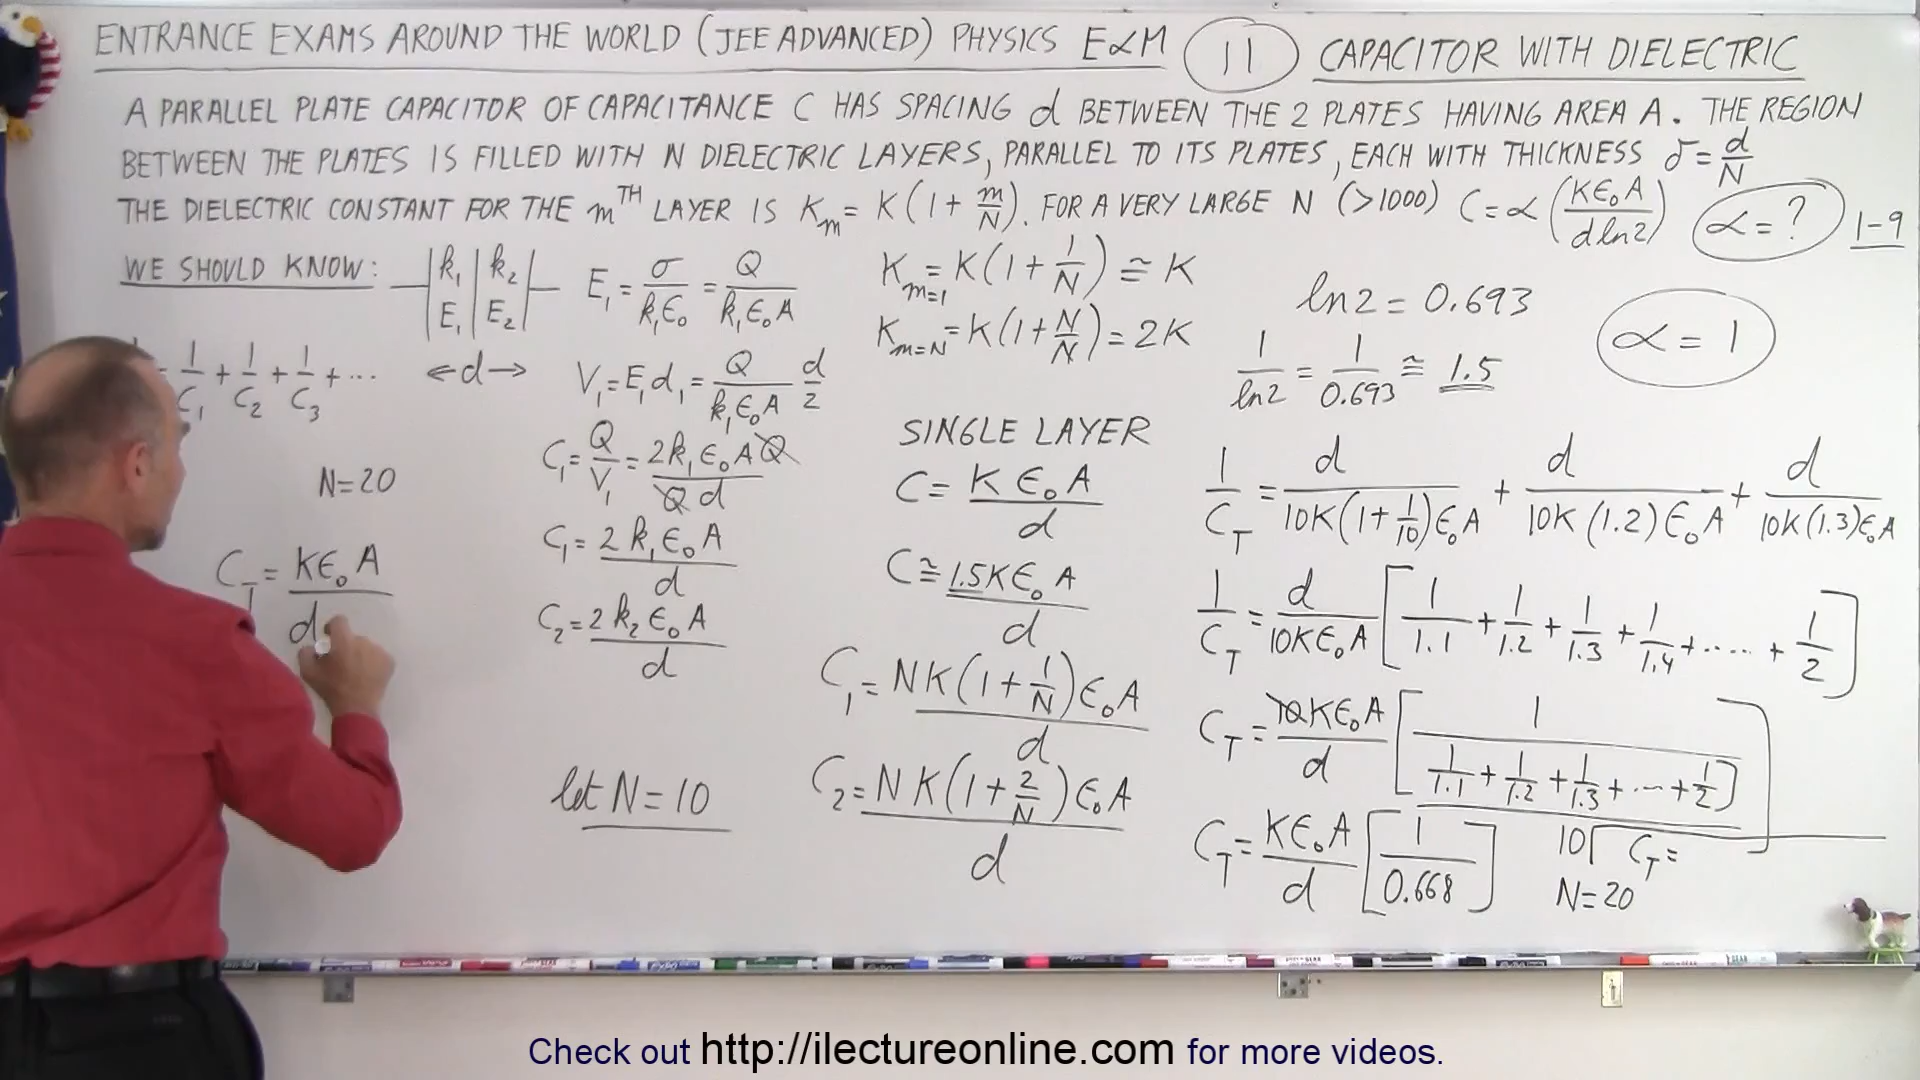 ENTRANCE EXAMS AROUND THE WORLD (JEE ADVANCED) PHYSICS E&M 11 CAPACITOR WITH DIELECTRIC
A PARALLEL PLATE CAPACITOR OF CAPACITANCE C HAS SPACING d BETWEEN THE 2 PLATES HAVING AREA A. THE REGION
BETWEEN THE PLATES IS FILLED WITH N DIELECTRIC LAYERS, PARALLEL TO ITS PLATES, EACH WITH THICKNESS δ = d/N
THE DIELECTRIC CONSTANT FOR THE mTH LAYER IS Km = K(1 + m/N). FOR A VERY LARGE N (>1000) C = α (Kε₀A / d ln2) α = ? 1-9
WE SHOULD KNOW:
k₁ k₂
E₁ E₂
←d→
1/C₁ + 1/C₂ + 1/C₃ + ...
N=20
C_T = Kε₀A / d
E₁ = σ/k₁ε₀ = Q/k₁ε₀A
V₁ = E₁d₁ = Q/k₁ε₀A d/2
C₁ = Q/V₁ = 2k₁ε₀AQ / Qd
C₁ = 2k₁ε₀A / d
C₂ = 2k₂ε₀A / d
let N = 10
K m=1 = K(1 + 1/N) ≅ K
K m=N = K(1 + N/N) = 2K
SINGLE LAYER
C = Kε₀A / d
C ≅ 1.5Kε₀A / d
C₁ = NK(1 + 1/N)ε₀A / d
C₂ = NK(1 + 2/N)ε₀A / d
ln2 = 0.693
1/ln2 = 1/0.693 ≅ 1.5
α = 1
1/C_T = d/10K(1 + 1/10)ε₀A + d/10K(1.2)ε₀A + d/10K(1.3)ε₀A
1/C_T = d/10Kε₀A [1/1.1 + 1/1.2 + 1/1.3 + 1/1.4 + ..... + 1/2]
C_T = 10Kε₀A/d [1 / 1/1.1 + 1/1.2 + 1/1.3 + ... + 1/2]
C_T = Kε₀A/d [1/0.668]
10 C_T =
N=20
Check out http://ilectureonline.com for more videos.